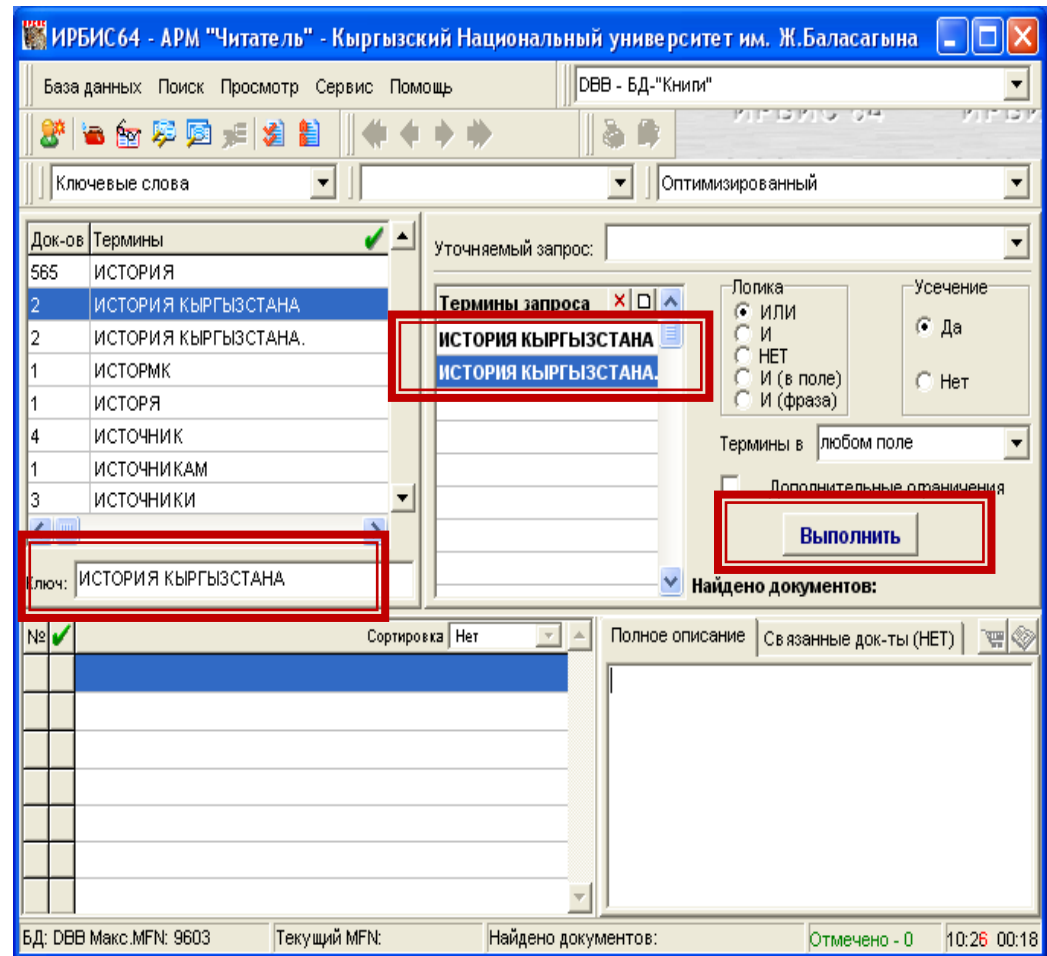 ИРБИС64 - АРМ "Читатель" - Кыргызский Национальный университет им. Ж.Баласагына
База данных Поиск Просмотр Сервис Помощь
DBB - БД-"Книги"
Ключевые слова
Оптимизированный
Док-ов Термины
565 ИСТОРИЯ
2 ИСТОРИЯ КЫРГЫЗСТАНА
2 ИСТОРИЯ КЫРГЫЗСТАНА.
1 ИСТОРМК
1 ИСТОРЯ
4 ИСТОЧНИК
1 ИСТОЧНИКАМ
3 ИСТОЧНИКИ
Ключ: ИСТОРИЯ КЫРГЫЗСТАНА
Уточняемый запрос:
Термины запроса
ИСТОРИЯ КЫРГЫЗСТАНА
ИСТОРИЯ КЫРГЫЗСТАНА.
Логика
ИЛИ
И
НЕТ
И (в поле)
И (фраза)
Усечение
Да
Нет
Термины в любом поле
Дополнительные ограничения
Выполнить
Найдено документов:
№ Сортировка Нет
Полное описание Связанные док-ты (НЕТ)
БД: DBB Макс.MFN: 9603 Текущий MFN: Найдено документов: Отмечено - 0 10:26 00:18